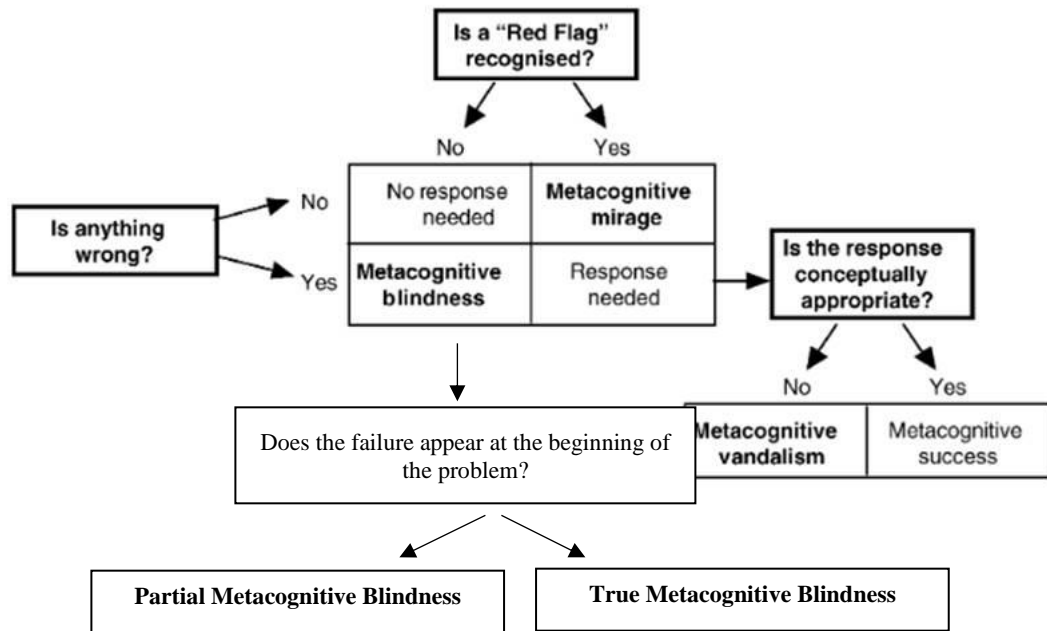 Is a “Red Flag”
recognised?
No
Yes
No
No response
needed
Metacognitive
mirage
Is anything
wrong?
Yes
Metacognitive
blindness
Response
needed
Is the response
conceptually
appropriate?
No
Yes
Does the failure appear at the beginning of
the problem?
Metacognitive
vandalism
Metacognitive
success
Partial Metacognitive Blindness
True Metacognitive Blindness